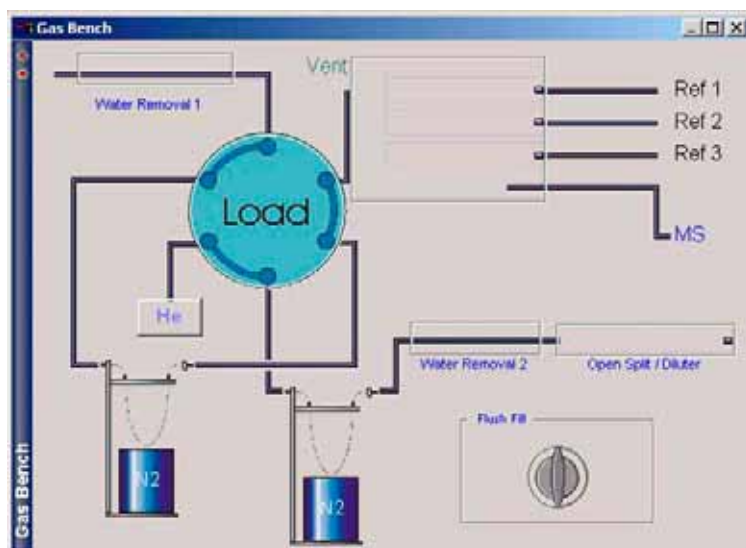 Gas Bench
Vent
Water Removal 1
Ref 1
Ref 2
Ref 3
Load
MS
He
Water Removal 2
Open Split / Diluter
Flush Fill
N2
N2
Gas Bench